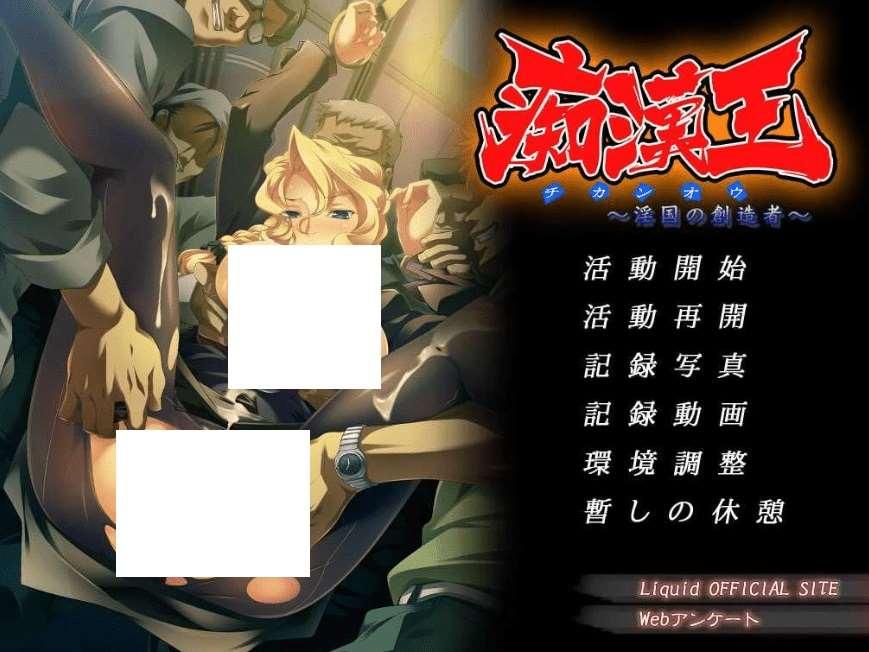 痴漢王
チカンオウ
～淫国の創造者～
活動開始
活動再開
記録写真
記録動画
環境調整
暫しの休憩
Liquid OFFICIAL SITE
Webアンケート